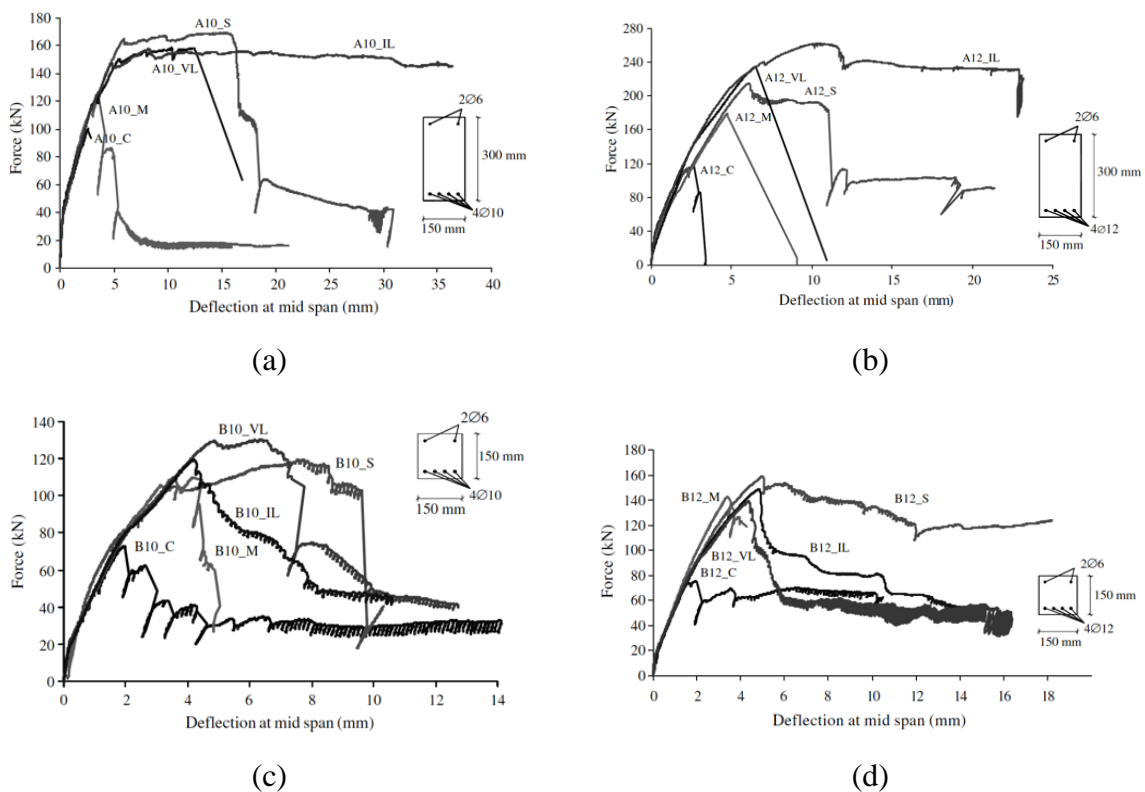 180
160
140
120
100
80
60
40
20
0
Force (kN)
0 5 10 15 20 25 30 35 40
Deflection at mid span (mm)
A10_S
A10_IL
A10_VL
A10_M
A10_C
2Ø6
300 mm
4Ø10
150 mm
(a)
280
240
200
160
120
80
40
0
Force (kN)
0 5 10 15 20 25
Deflection at mid span (mm)
A12_IL
A12_VL
A12_S
A12_M
A12_C
2Ø6
300 mm
4Ø12
150 mm
(b)
140
120
100
80
60
40
20
0
Force (kN)
0 2 4 6 8 10 12 14
Deflection at mid span (mm)
B10_VL
B10_S
B10_IL
B10_M
B10_C
2Ø6
150 mm
4Ø10
150 mm
(c)
180
160
140
120
100
80
60
40
20
0
Force (kN)
0 2 4 6 8 10 12 14 16 18
Deflection at mid span (mm)
B12_M
B12_S
B12_IL
B12_VL
B12_C
2Ø6
150 mm
4Ø12
150 mm
(d)